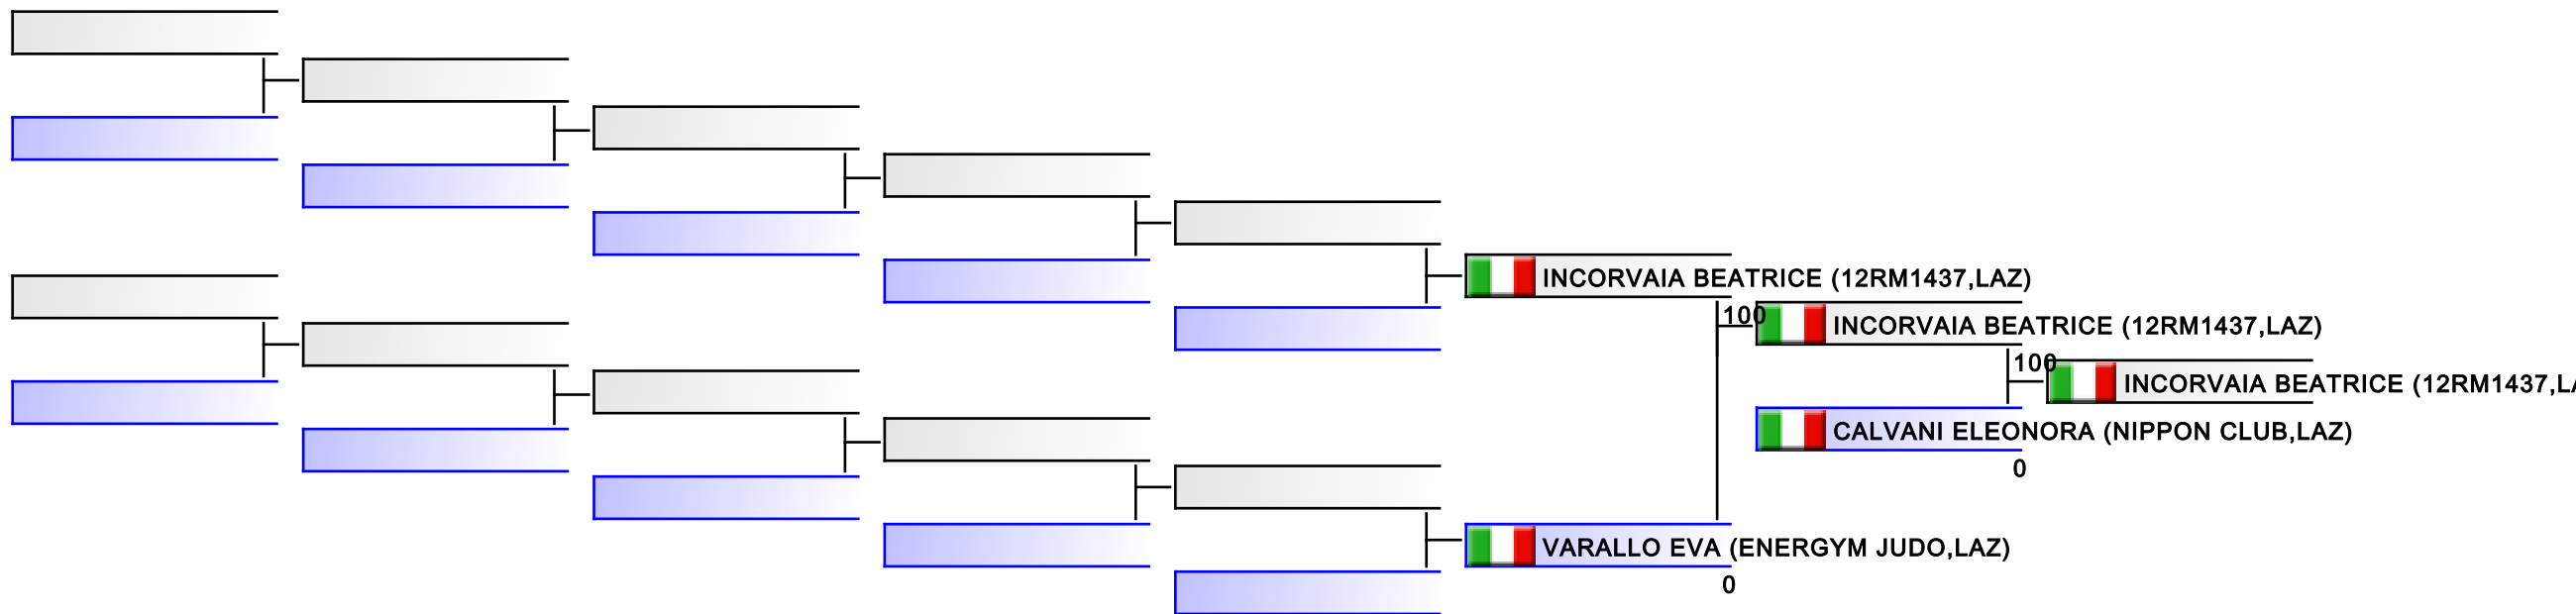 INCORVAIA BEATRICE (12RM1437,LAZ)
100
INCORVAIA BEATRICE (12RM1437,LAZ)
100
INCORVAIA BEATRICE (12RM1437,LA
CALVANI ELEONORA (NIPPON CLUB,LAZ)
0
VARALLO EVA (ENERGYM JUDO,LAZ)
0